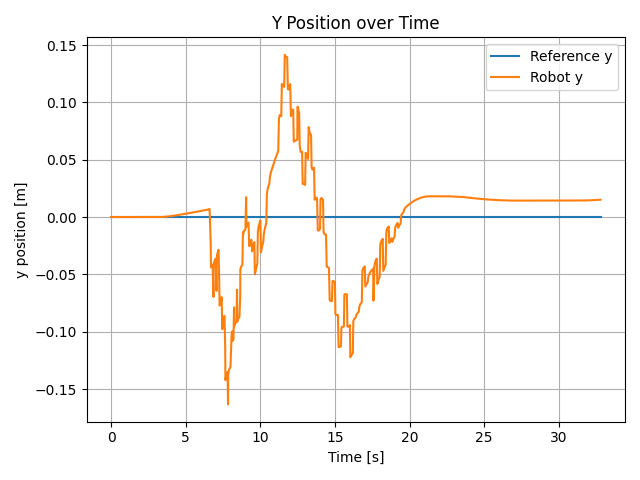 Y Position over Time
Reference y
Robot y
0.15
0.10
0.05
0.00
−0.05
−0.10
−0.15
y position [m]
0 5 10 15 20 25 30
Time [s]